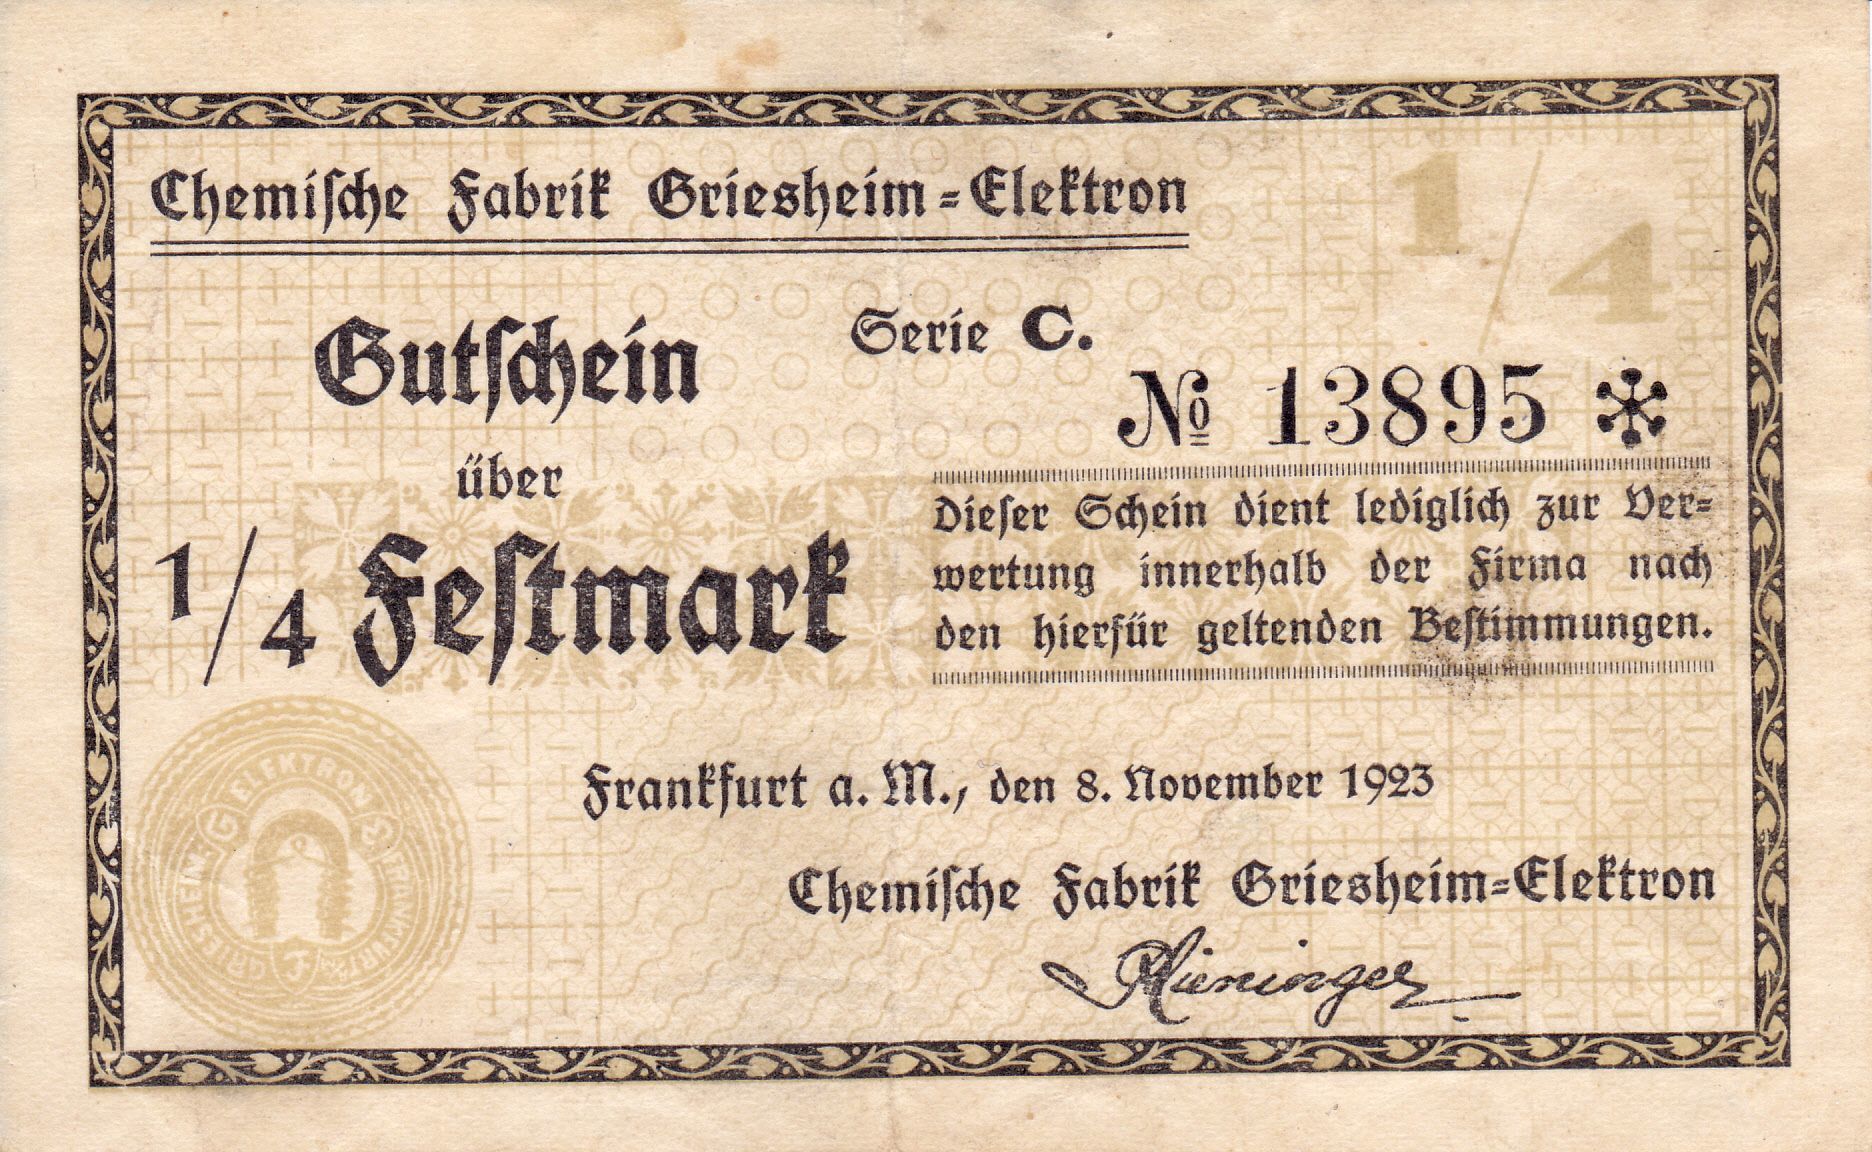 Chemische Fabrik Griesheim=Elektron
1/4
Gutschein
Serie C.
№ 13895 *
über
1/4 Festmark
Dieser Schein dient lediglich zur Ver=
wertung innerhalb der Firma nach
den hierfür geltenden Bestimmungen.
ELEKTRON
GRIESHEIM
Frankfurt a. M., den 8. November 1923
Chemische Fabrik Griesheim=Elektron